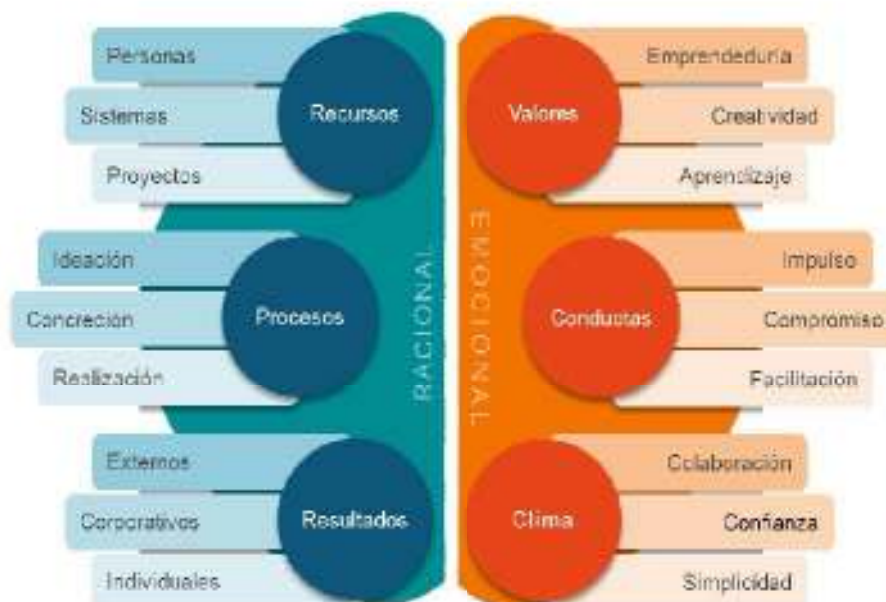 Personas
Sistemas
Proyectos
Recursos
Ideación
Concreción
Realización
Procesos
Externos
Corporativos
Individuales
Resultados
RACIONAL
EMOCIONAL
Valores
Emprendeduría
Creatividad
Aprendizaje
Conductas
Impulso
Compromiso
Facilitación
Clima
Colaboración
Confianza
Simplicidad